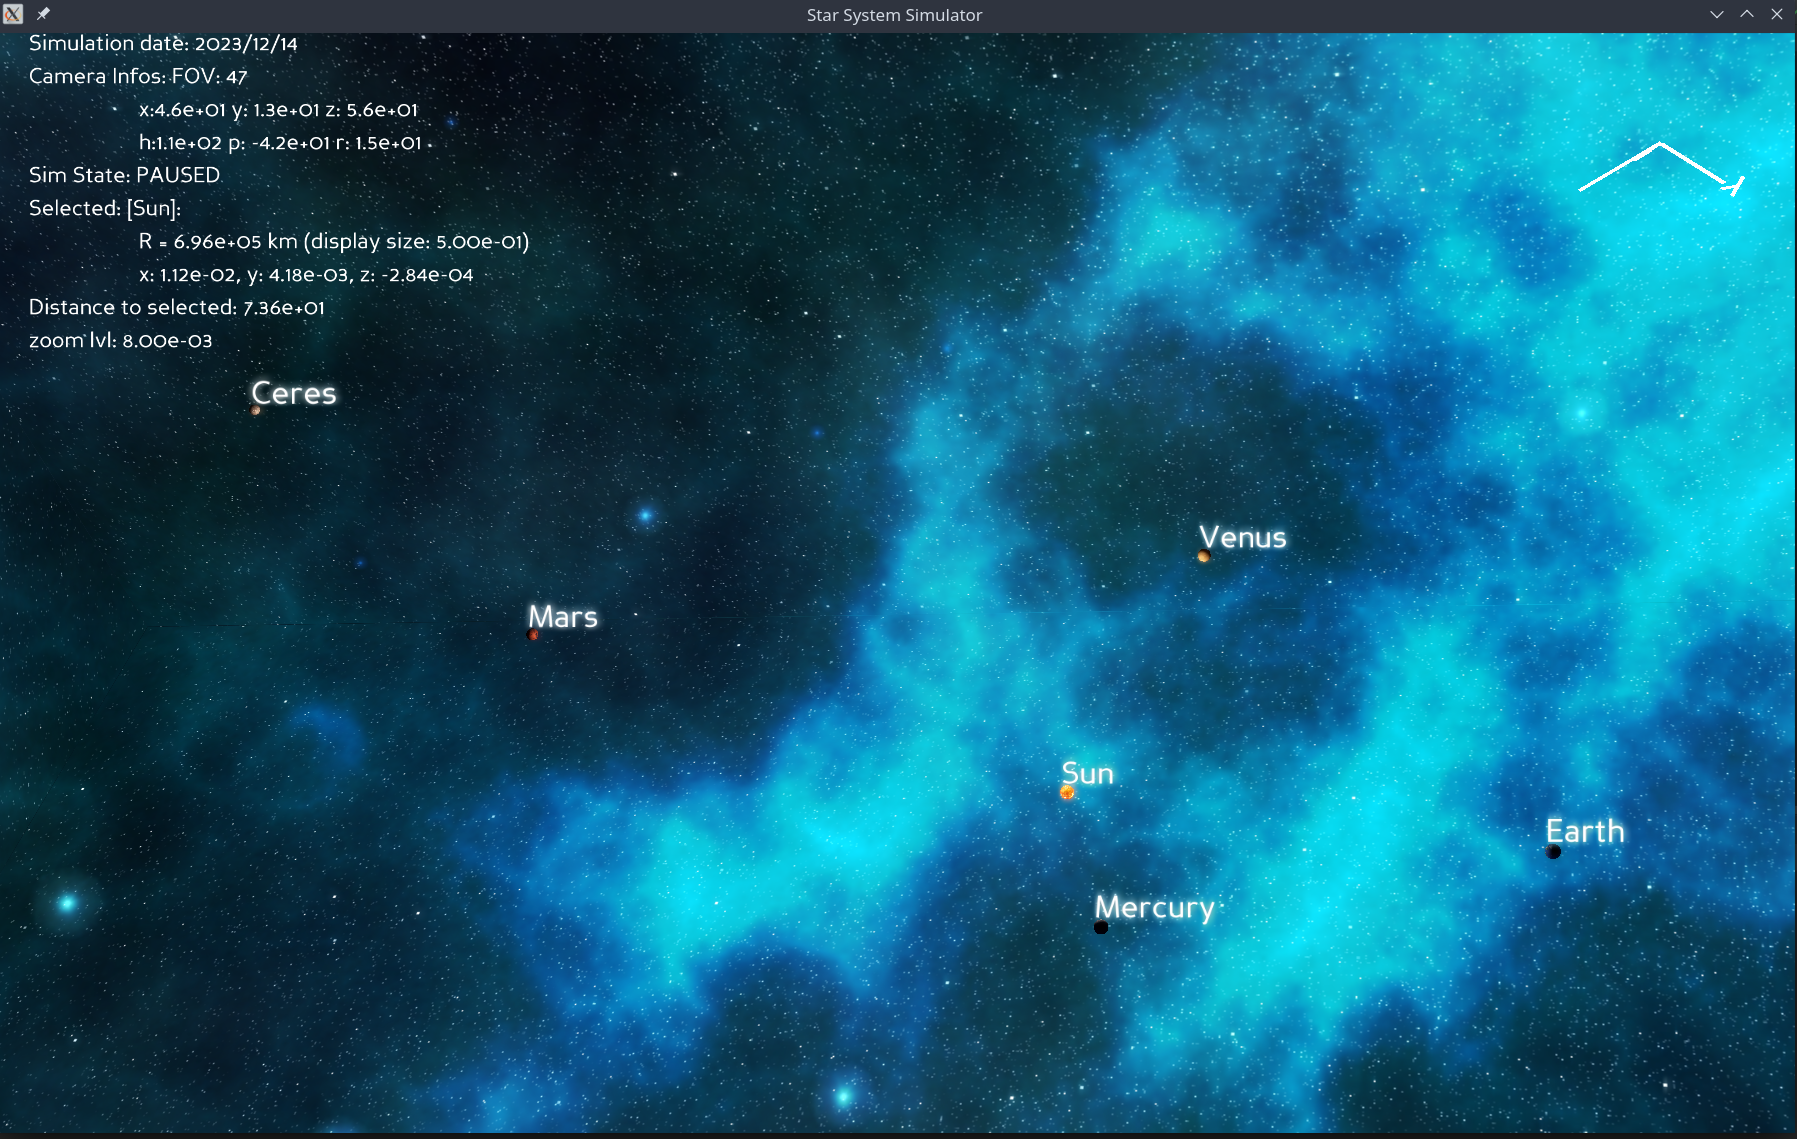 Star System Simulator
Simulation date: 2023/12/14
Camera Infos: FOV: 47
x:4.6e+01 y: 1.3e+01 z: 5.6e+01
h:1.1e+02 p: -4.2e+01 r: 1.5e+01
Sim State: PAUSED
Selected: [Sun]:
R = 6.96e+05 km (display size: 5.00e-01)
x: 1.12e-02, y: 4.18e-03, z: -2.84e-04
Distance to selected: 7.36e+01
zoom lvl: 8.00e-03
Ceres
Venus
Mars
Sun
Earth
Mercury